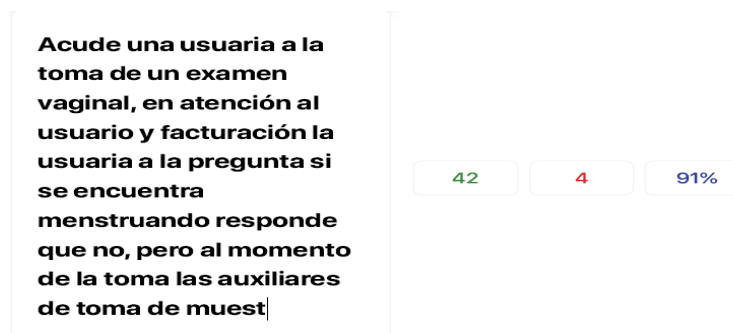 Acude una usuaria a la
toma de un examen
vaginal, en atención al
usuario y facturación la
usuaria a la pregunta si
se encuentra
menstruando responde
que no, pero al momento
de la toma las auxiliares
de toma de muest
42 4 91%